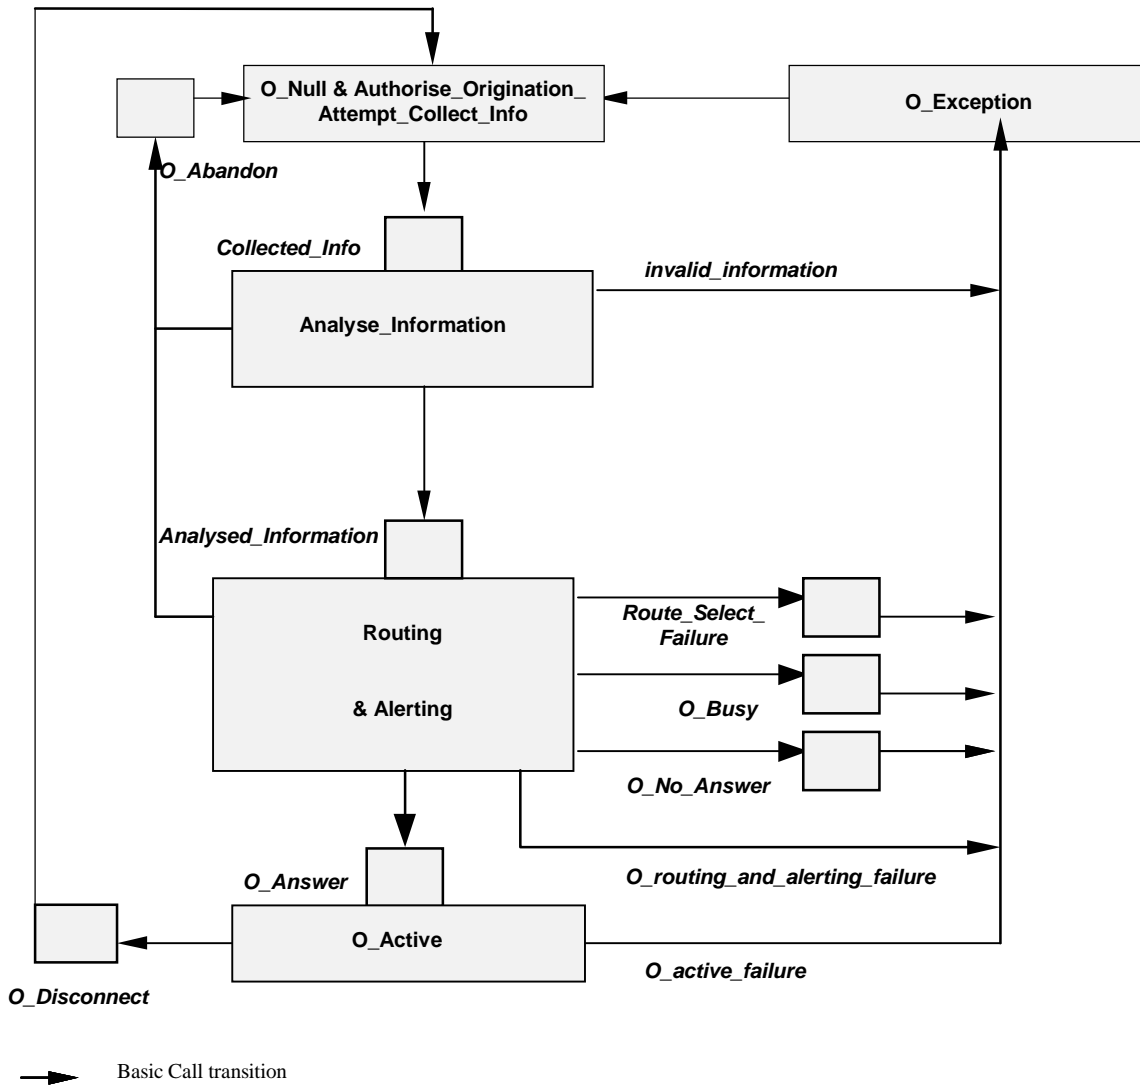 O_Null & Authorise_Origination_
Attempt_Collect_Info
O_Exception
O_Abandon
Collected_Info
invalid_information
Analyse_Information
Analysed_Information
Routing
& Alerting
Route_Select_
Failure
O_Busy
O_No_Answer
O_Answer
O_routing_and_alerting_failure
O_Active
O_active_failure
O_Disconnect
Basic Call transition